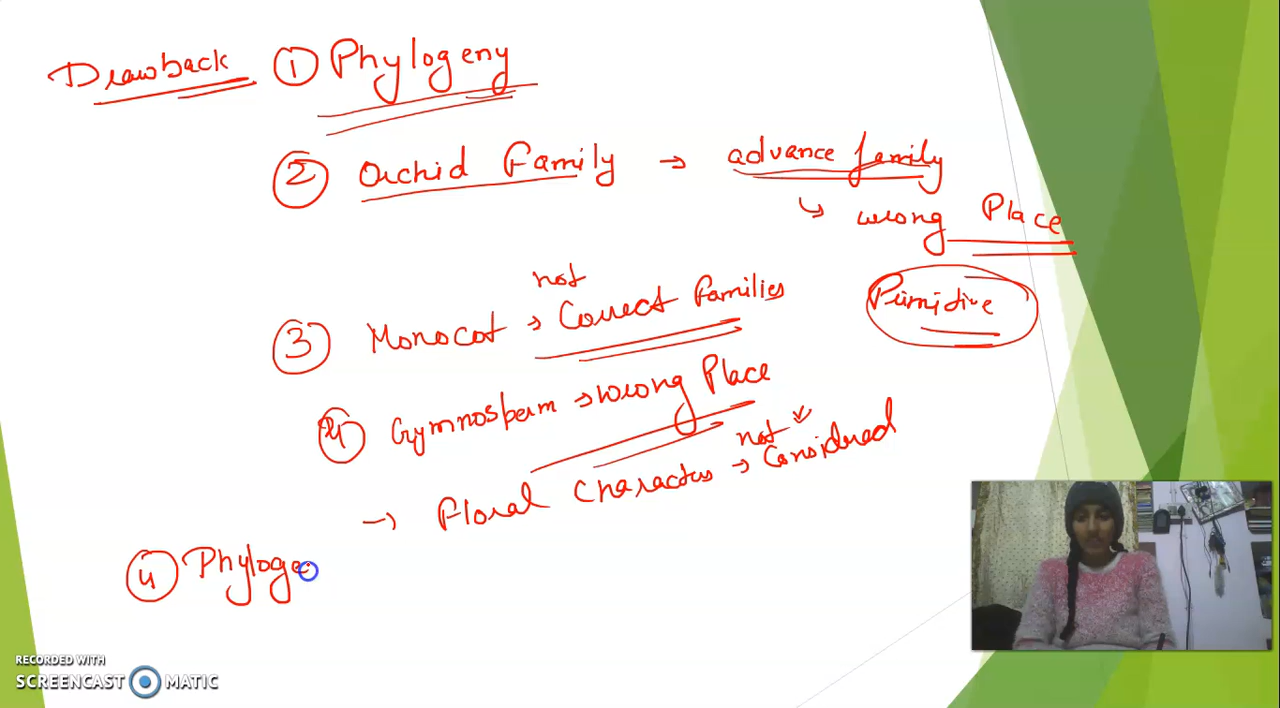 Drawback ① Phylogeny
② Orchid Family → advance family
↳ wrong Place
Primitive
not
③ Monocot → Correct Families
④ Gymnosperm → wrong Place
not
→ Floral Characters → Considered
④ Phyloge
RECORDED WITH
SCREENCAST MATIC